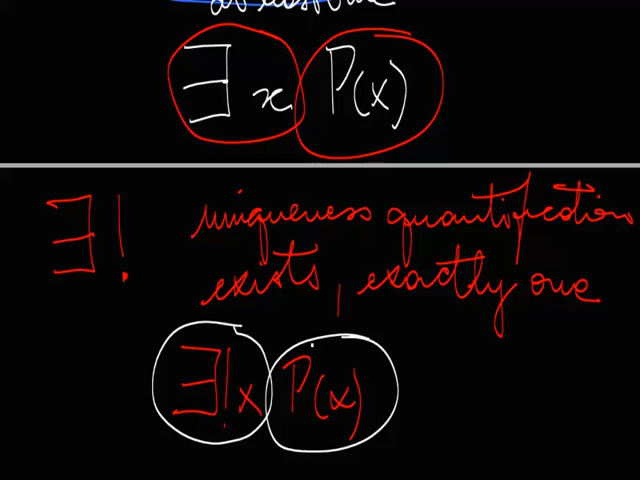 ∃ x P(x)
∃! uniqueness quantification
exists, exactly one
∃! x P(x)